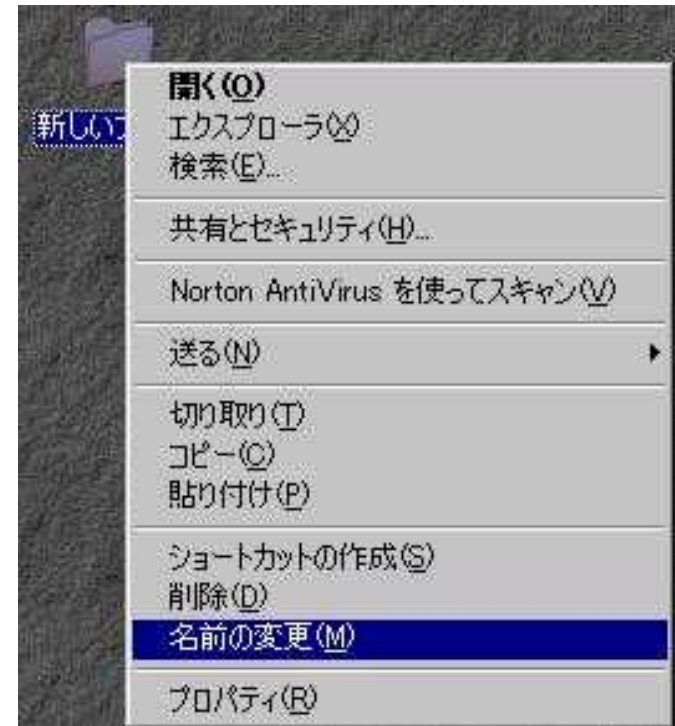 新しいフ
開く(O)
エクスプローラ(X)
検索(E)...
共有とセキュリティ(H)...
Norton AntiVirus を使ってスキャン(V)
送る(N)
切り取り(T)
コピー(C)
貼り付け(P)
ショートカットの作成(S)
削除(D)
名前の変更(M)
プロパティ(R)